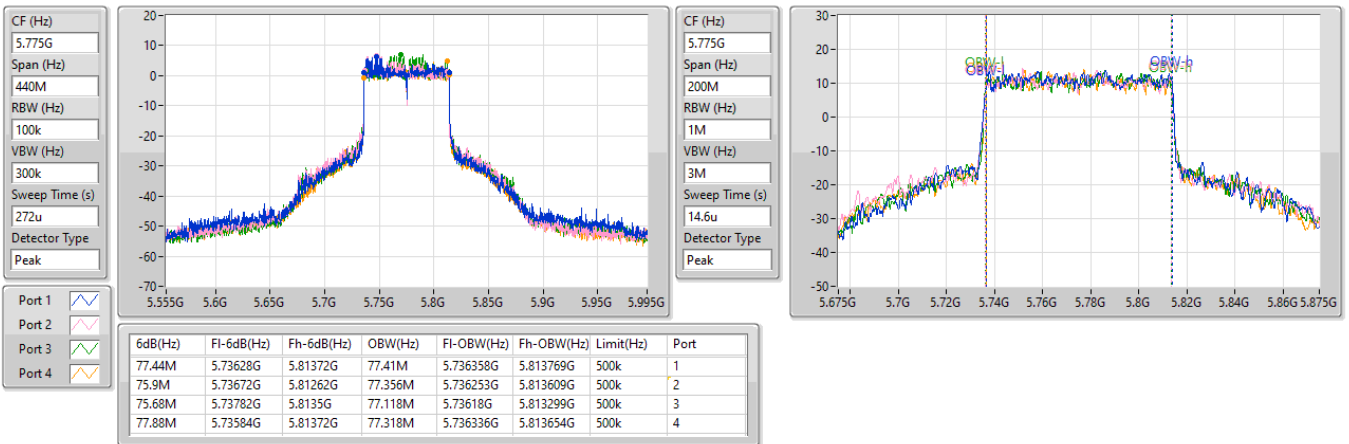 CF (Hz)
5.775G
Span (Hz)
440M
RBW (Hz)
100k
VBW (Hz)
300k
Sweep Time (s)
272u
Detector Type
Peak
20
10
0
-10
-20
-30
-40
-50
-60
-70
5.555G 5.6G 5.65G 5.7G 5.75G 5.8G 5.85G 5.9G 5.95G 5.995G
CF (Hz)
5.775G
Span (Hz)
200M
RBW (Hz)
1M
VBW (Hz)
3M
Sweep Time (s)
14.6u
Detector Type
Peak
30
20
10
0
-10
-20
-30
-40
-50
OBW-l OBW-h
5.675G 5.7G 5.72G 5.74G 5.76G 5.78G 5.8G 5.82G 5.84G 5.86G 5.875G
Port 1
Port 2
Port 3
Port 4
6dB(Hz) Fl-6dB(Hz) Fh-6dB(Hz) OBW(Hz) Fl-OBW(Hz) Fh-OBW(Hz) Limit(Hz) Port
77.44M 5.73628G 5.81372G 77.41M 5.736358G 5.813769G 500k 1
75.9M 5.73672G 5.81262G 77.356M 5.736253G 5.813609G 500k 2
75.68M 5.73782G 5.8135G 77.118M 5.73618G 5.813299G 500k 3
77.88M 5.73584G 5.81372G 77.318M 5.736336G 5.813654G 500k 4